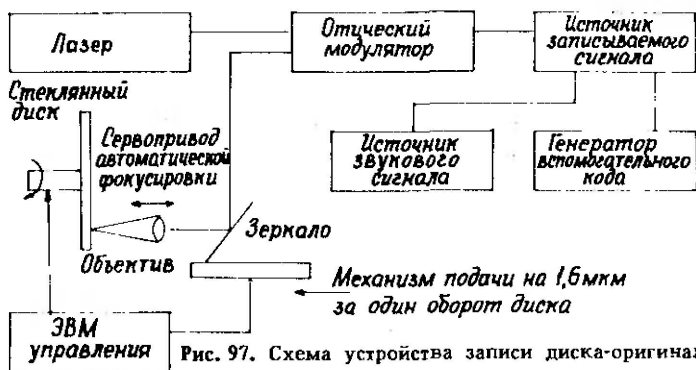 Лазер
Отический
модулятор
Источник
записываемого
сигнала
Стеклянный
диск
Сервопривод
автоматической
фокусировки
Источник
звукового
сигнала
Генератор
вспомогательного
кода
Зеркало
Объектив
Механизм подачи на 1,6 мкм
за один оборот диска
ЭВМ
управления
Рис. 97. Схема устройства записи диска-оригинал